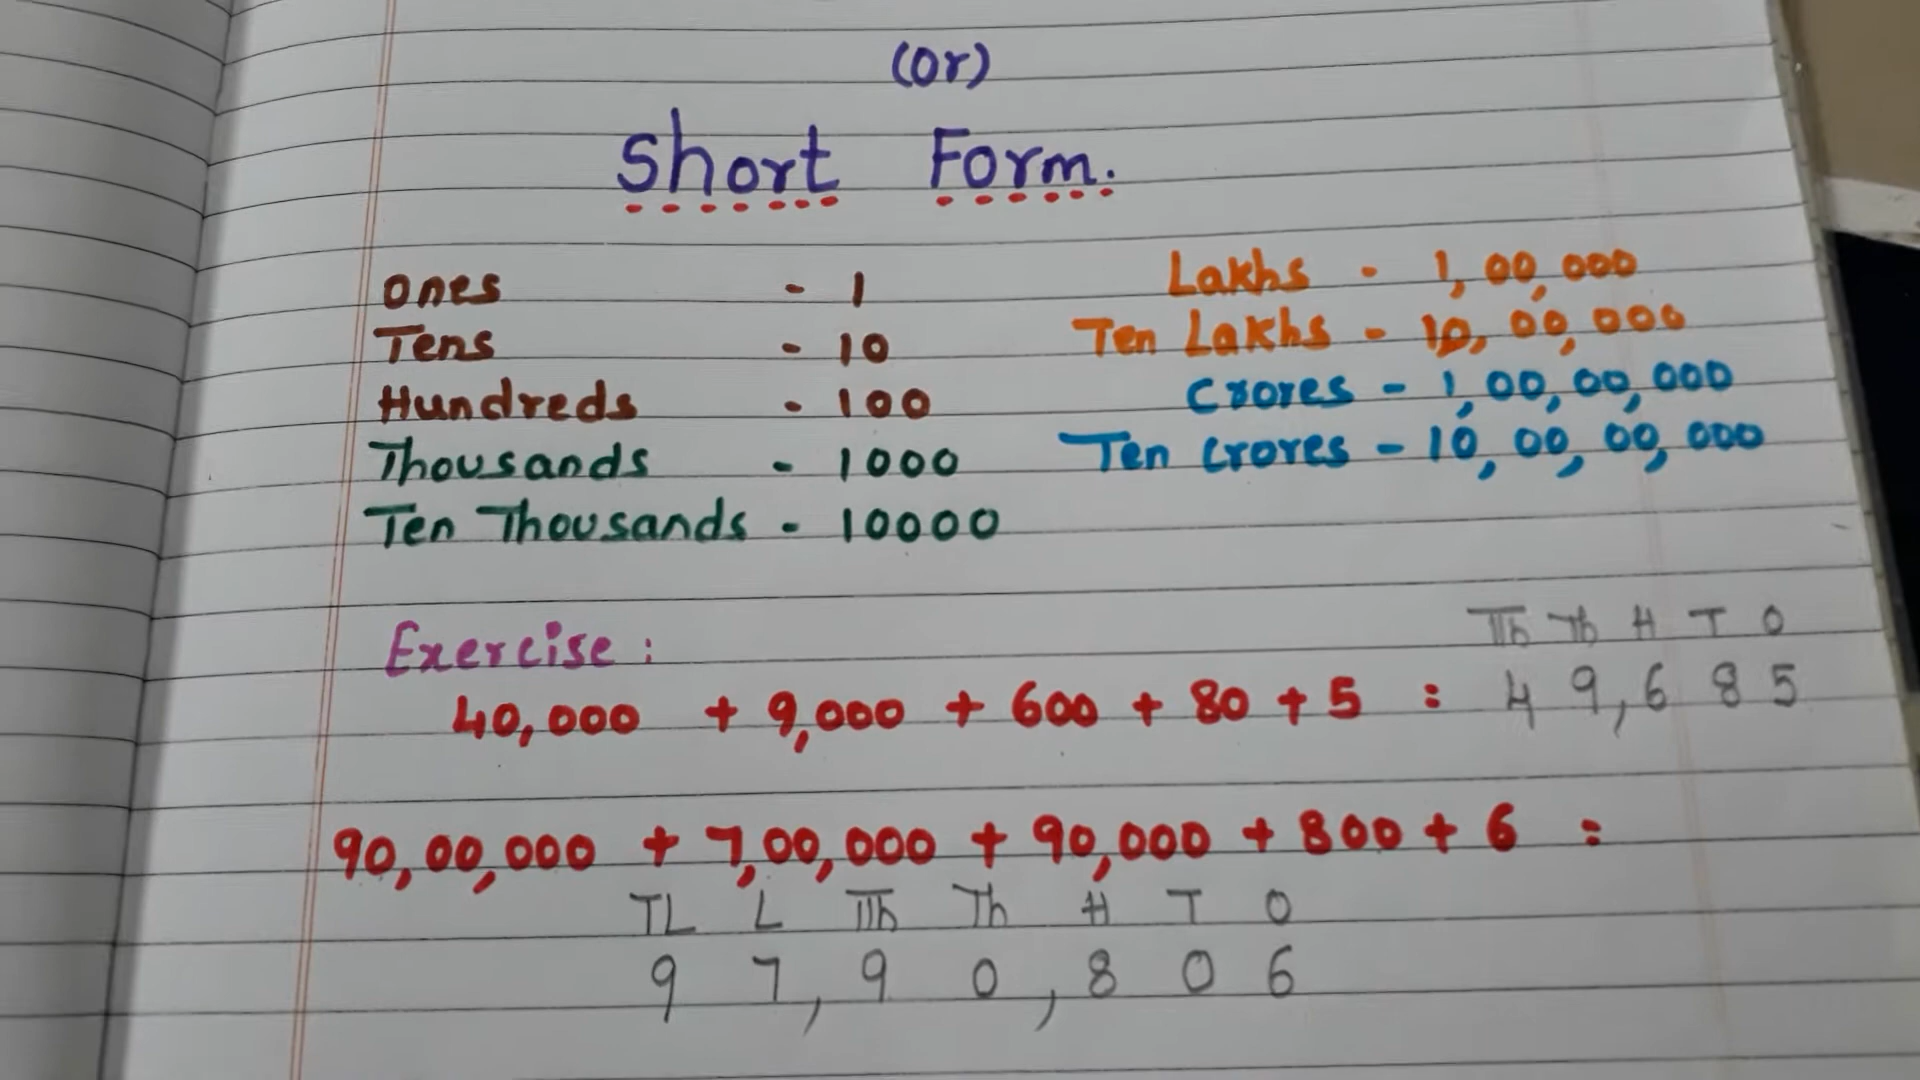 (or)
Short Form.
Ones - 1
Tens - 10
Hundreds - 100
Thousands - 1000
Ten Thousands - 10000
Lakhs - 1,00,000
Ten Lakhs - 10,00,000
Crores - 1,00,00,000
Ten Crores - 10,00,00,000
Exercise :
TTh Th H T O
40,000 + 9,000 + 600 + 80 + 5 = 49,685
90,00,000 + 7,00,000 + 90,000 + 800 + 6 =
TL L TTh Th H T O
97,90,806